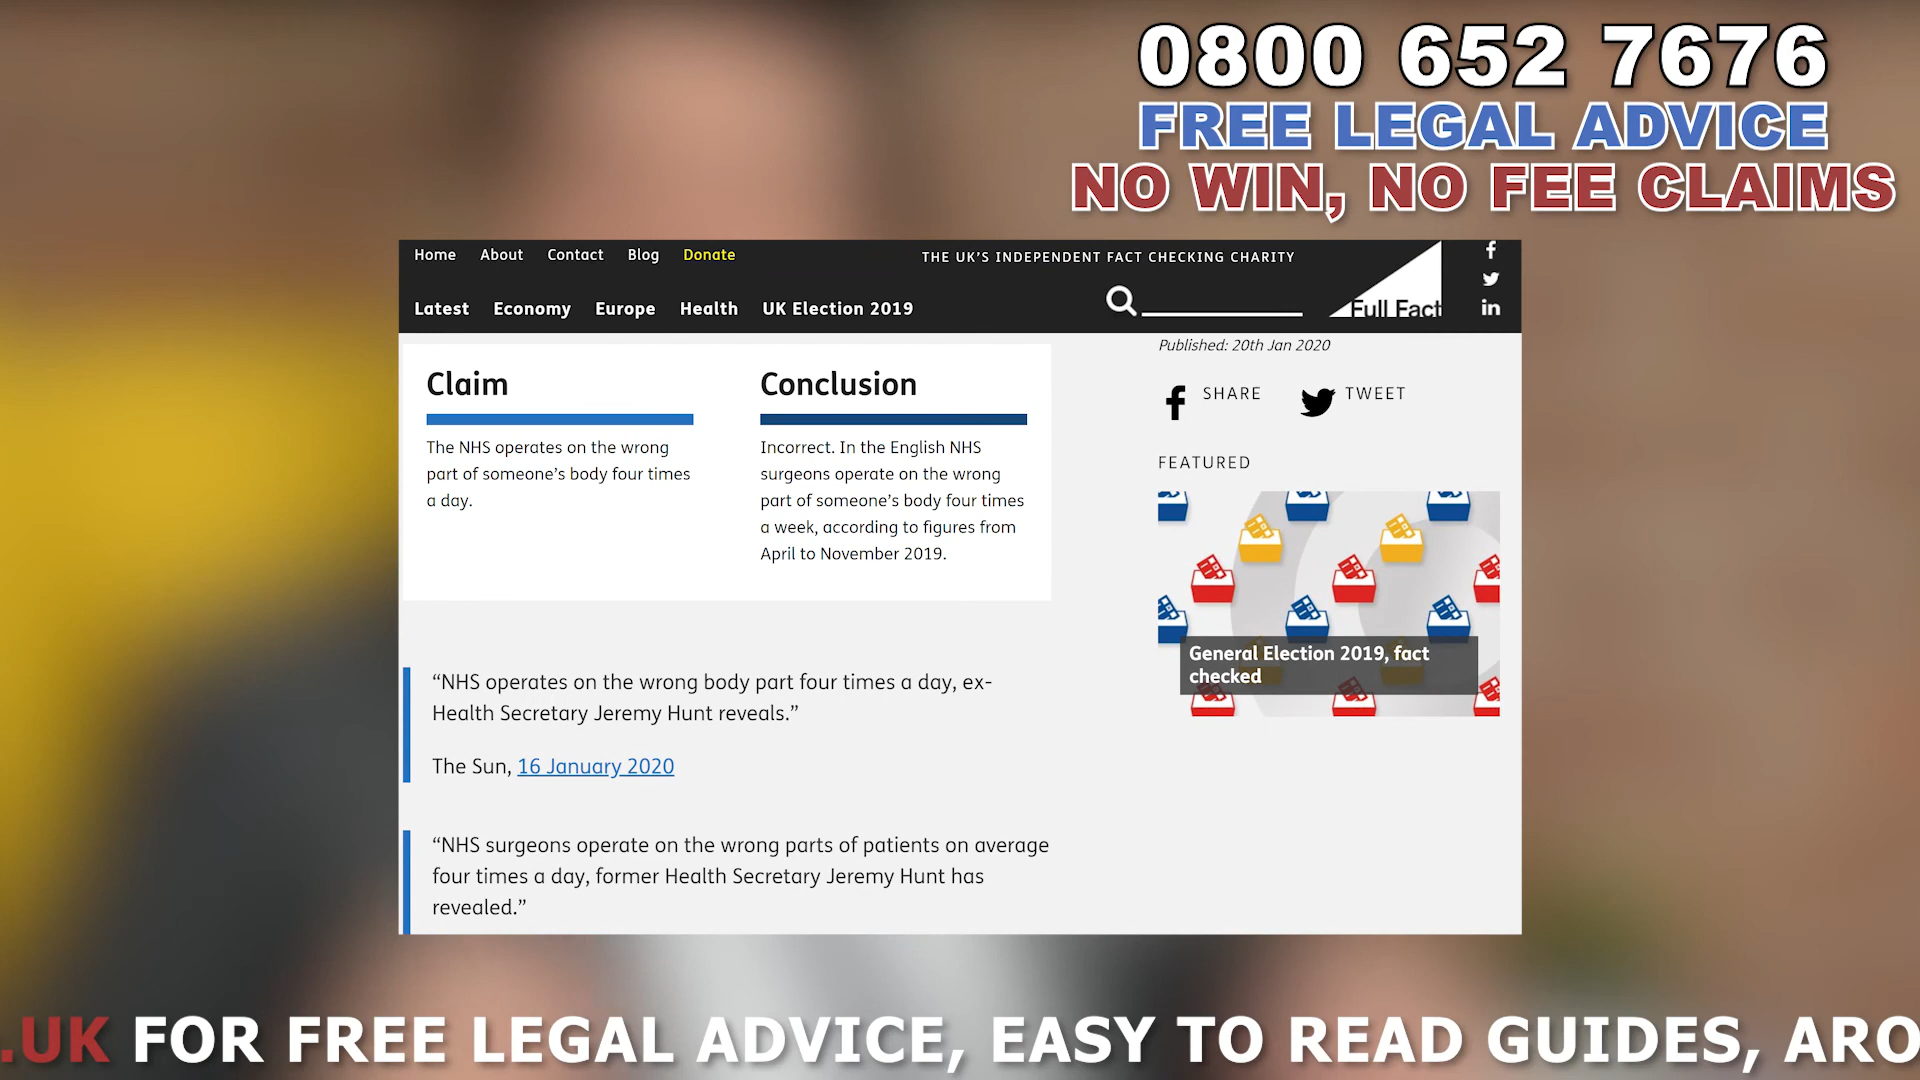 0800 652 7676
FREE LEGAL ADVICE
NO WIN, NO FEE CLAIMS
Home About Contact Blog Donate
THE UK'S INDEPENDENT FACT CHECKING CHARITY
Latest Economy Europe Health UK Election 2019
Full Fact
Published: 20th Jan 2020
SHARE TWEET
FEATURED
General Election 2019, fact
checked
Claim
The NHS operates on the wrong
part of someone's body four times
a day.
Conclusion
Incorrect. In the English NHS
surgeons operate on the wrong
part of someone's body four times
a week, according to figures from
April to November 2019.
“NHS operates on the wrong body part four times a day, ex-
Health Secretary Jeremy Hunt reveals.”
The Sun, 16 January 2020
“NHS surgeons operate on the wrong parts of patients on average
four times a day, former Health Secretary Jeremy Hunt has
revealed.”
.UK FOR FREE LEGAL ADVICE, EASY TO READ GUIDES, ARO